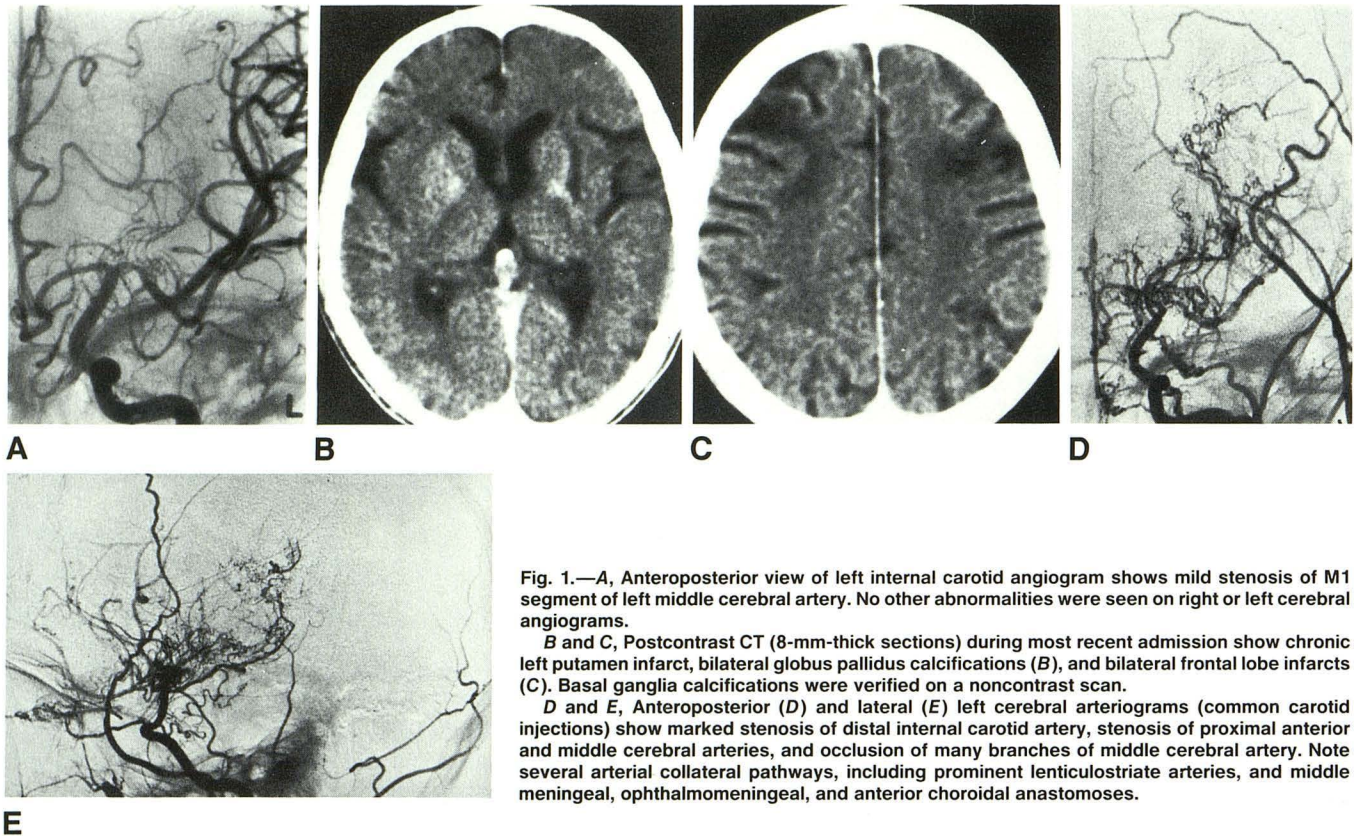 L
A
B
C
D
E
Fig. 1.—A, Anteroposterior view of left internal carotid angiogram shows mild stenosis of M1
segment of left middle cerebral artery. No other abnormalities were seen on right or left cerebral
angiograms.
B and C, Postcontrast CT (8-mm-thick sections) during most recent admission show chronic
left putamen infarct, bilateral globus pallidus calcifications (B), and bilateral frontal lobe infarcts
(C). Basal ganglia calcifications were verified on a noncontrast scan.
D and E, Anteroposterior (D) and lateral (E) left cerebral arteriograms (common carotid
injections) show marked stenosis of distal internal carotid artery, stenosis of proximal anterior
and middle cerebral arteries, and occlusion of many branches of middle cerebral artery. Note
several arterial collateral pathways, including prominent lenticulostriate arteries, and middle
meningeal, ophthalmomeningeal, and anterior choroidal anastomoses.